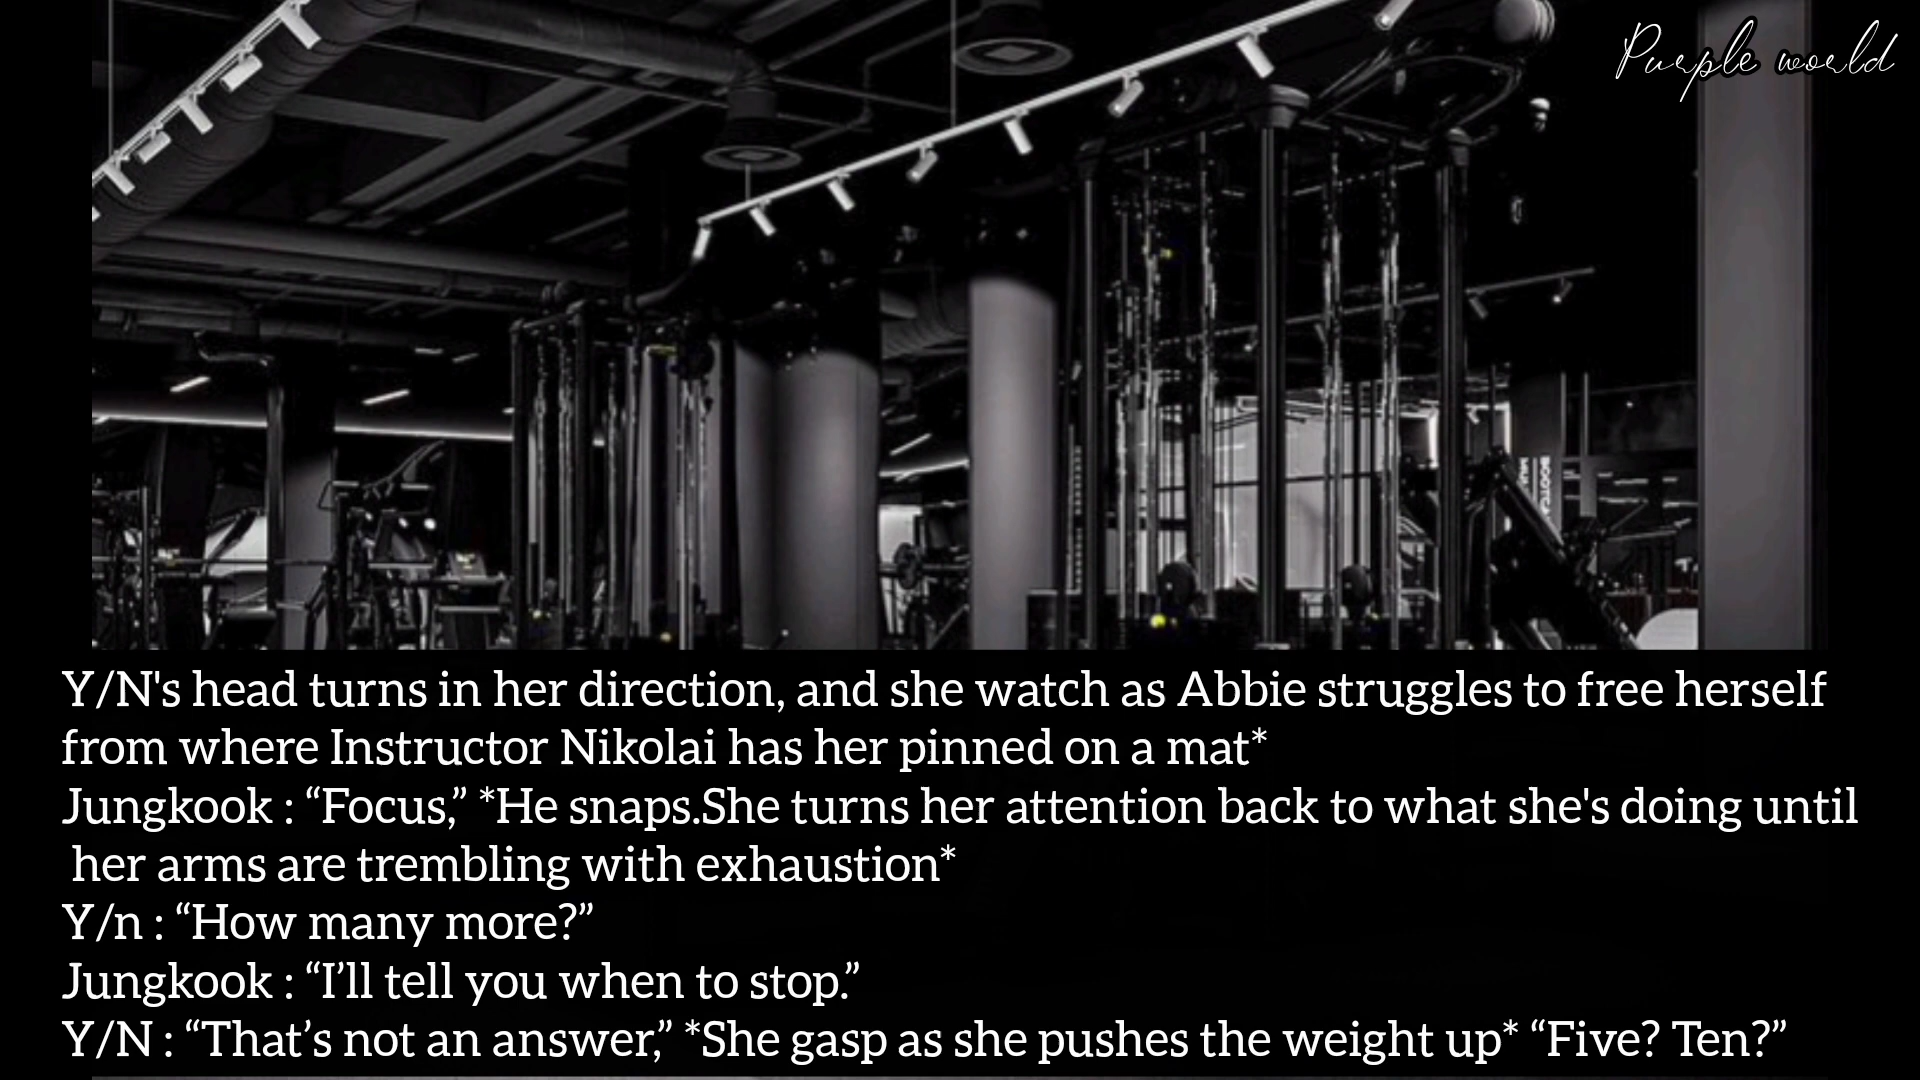 Purple world
Y/N's head turns in her direction, and she watch as Abbie struggles to free herself
from where Instructor Nikolai has her pinned on a mat*
Jungkook : “Focus,” *He snaps.She turns her attention back to what she's doing until
her arms are trembling with exhaustion*
Y/n : “How many more?”
Jungkook : “I’ll tell you when to stop.”
Y/N : “That’s not an answer,” *She gasp as she pushes the weight up* “Five? Ten?”